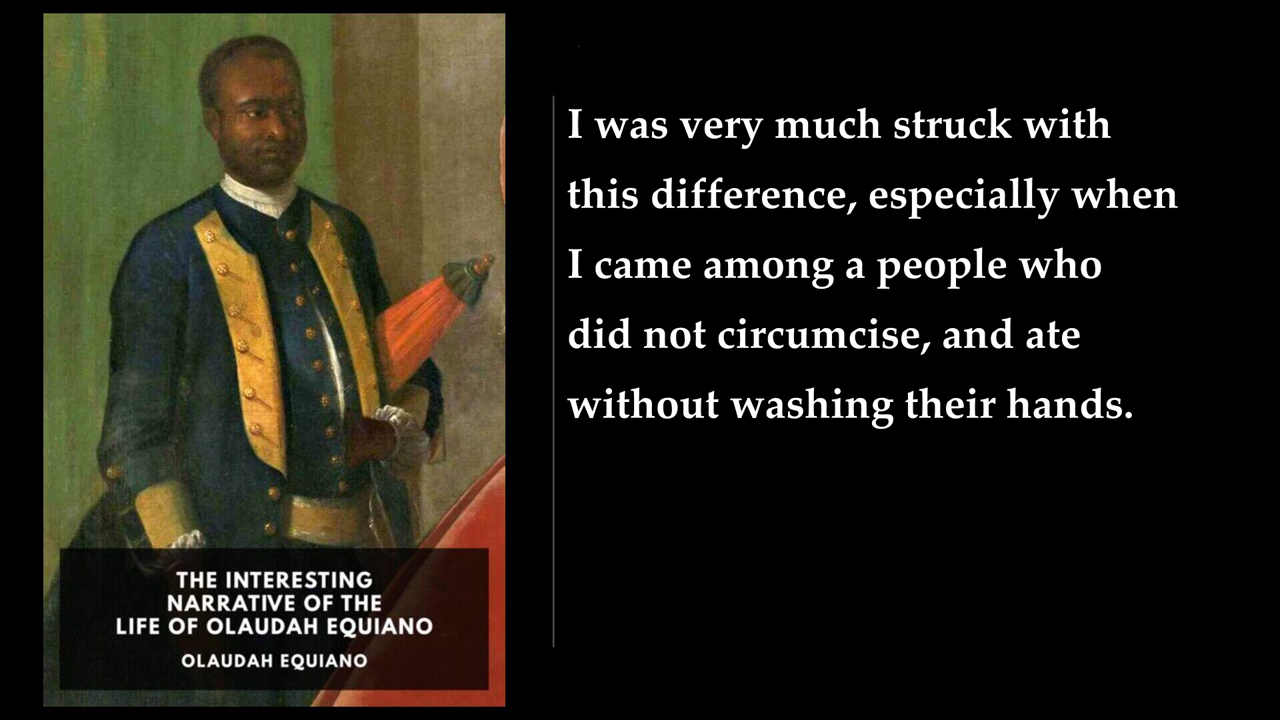 THE INTERESTING
NARRATIVE OF THE
LIFE OF OLAUDAH EQUIANO
OLAUDAH EQUIANO
I was very much struck with
this difference, especially when
I came among a people who
did not circumcise, and ate
without washing their hands.